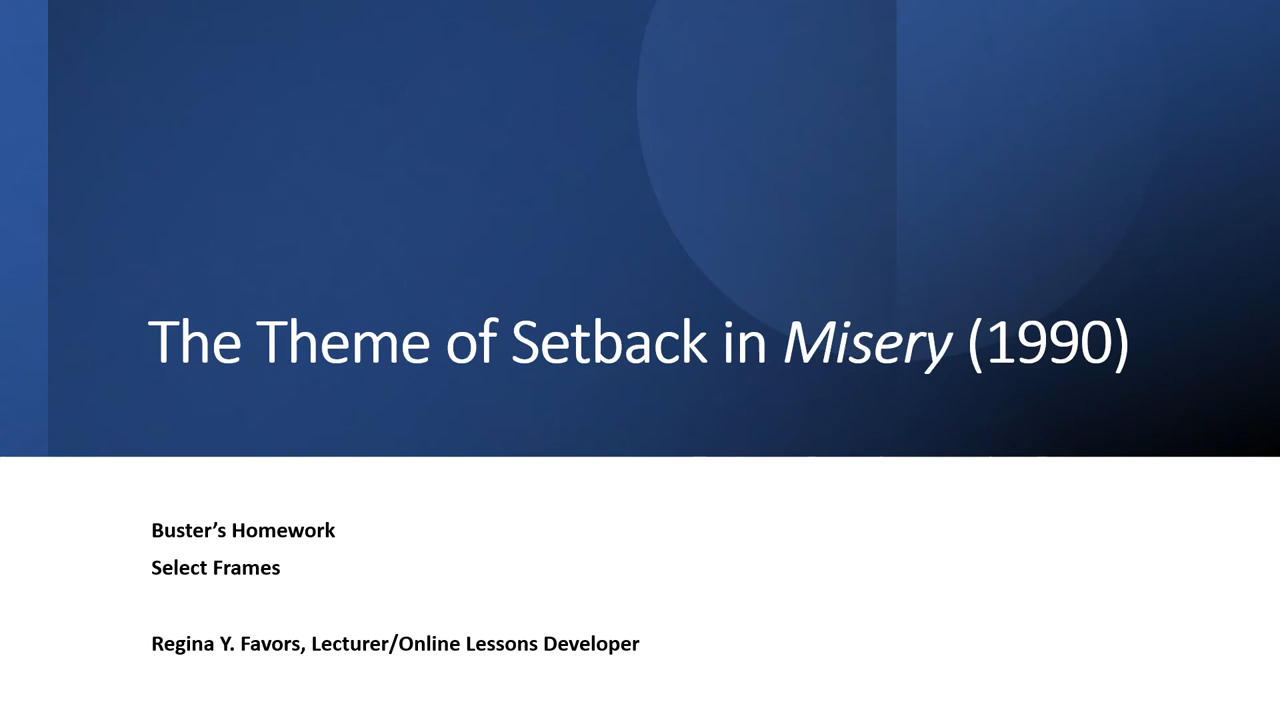 The Theme of Setback in Misery (1990)
Buster’s Homework
Select Frames
Regina Y. Favors, Lecturer/Online Lessons Developer